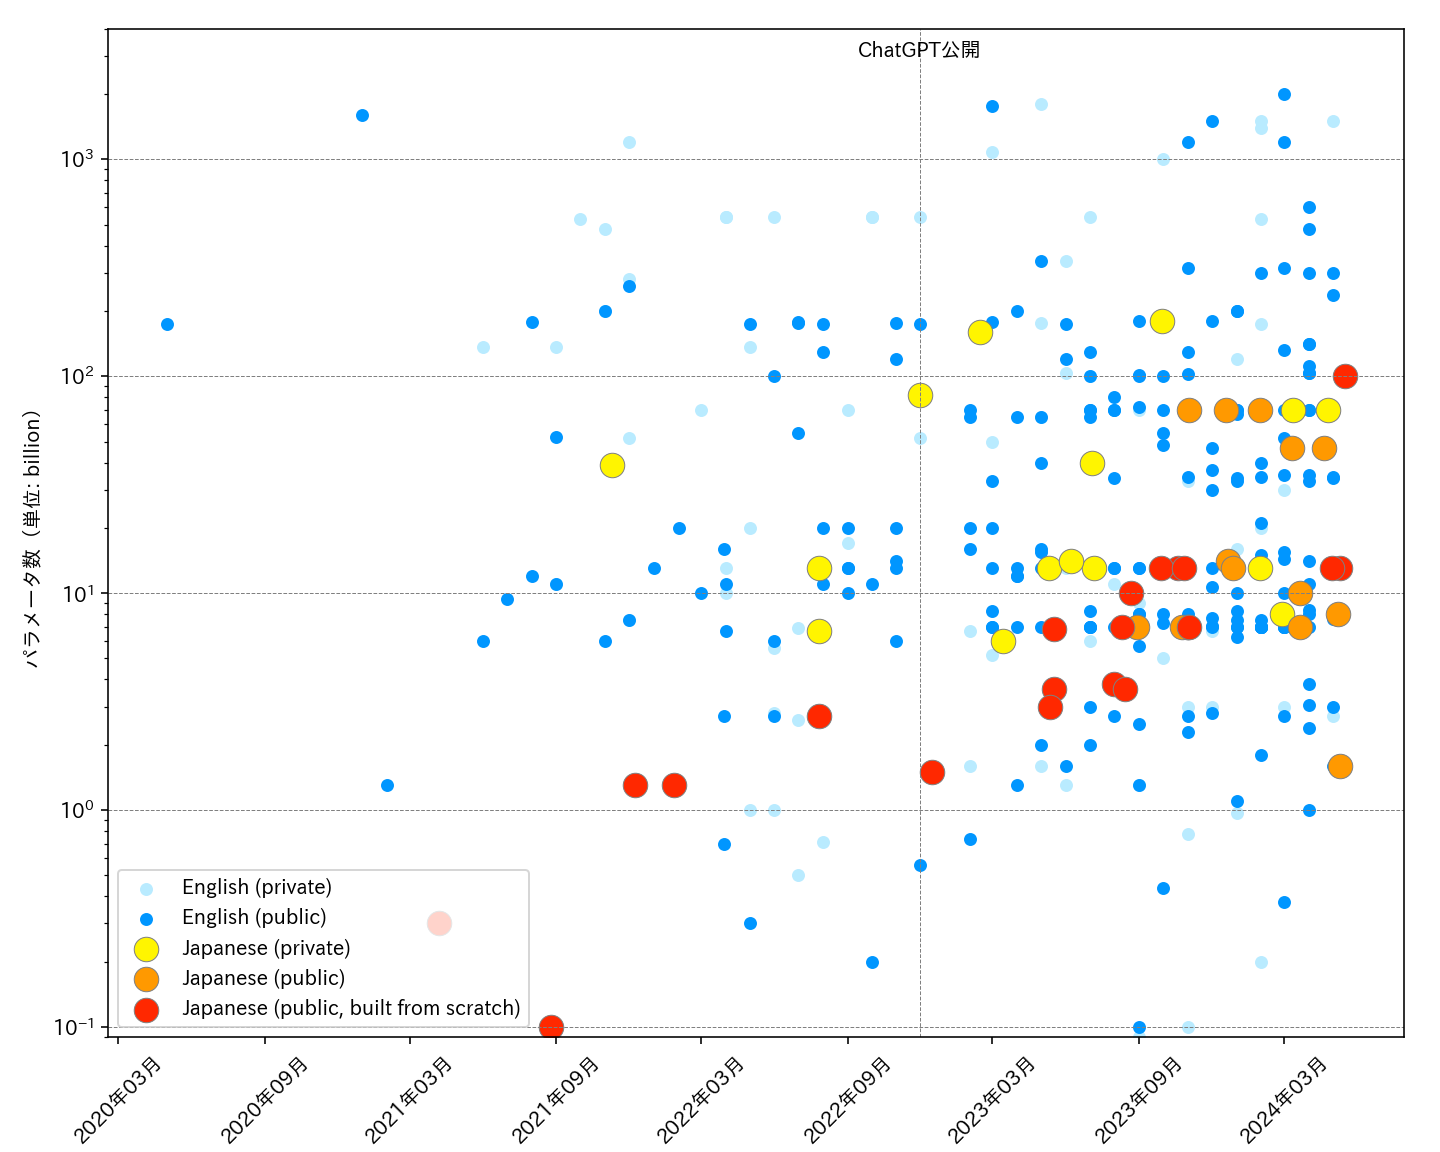 ChatGPT公開
10³
10²
10¹
10⁰
10⁻¹
パラメータ数（単位: billion）
English (private)
English (public)
Japanese (private)
Japanese (public)
Japanese (public, built from scratch)
2020年03月
2020年09月
2021年03月
2021年09月
2022年03月
2022年09月
2023年03月
2023年09月
2024年03月